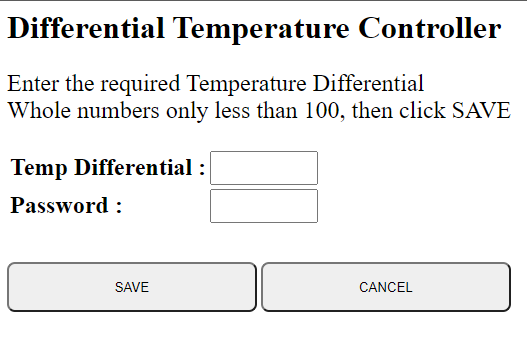 Differential Temperature Controller
Enter the required Temperature Differential
Whole numbers only less than 100, then click SAVE
Temp Differential :
Password :
SAVE CANCEL